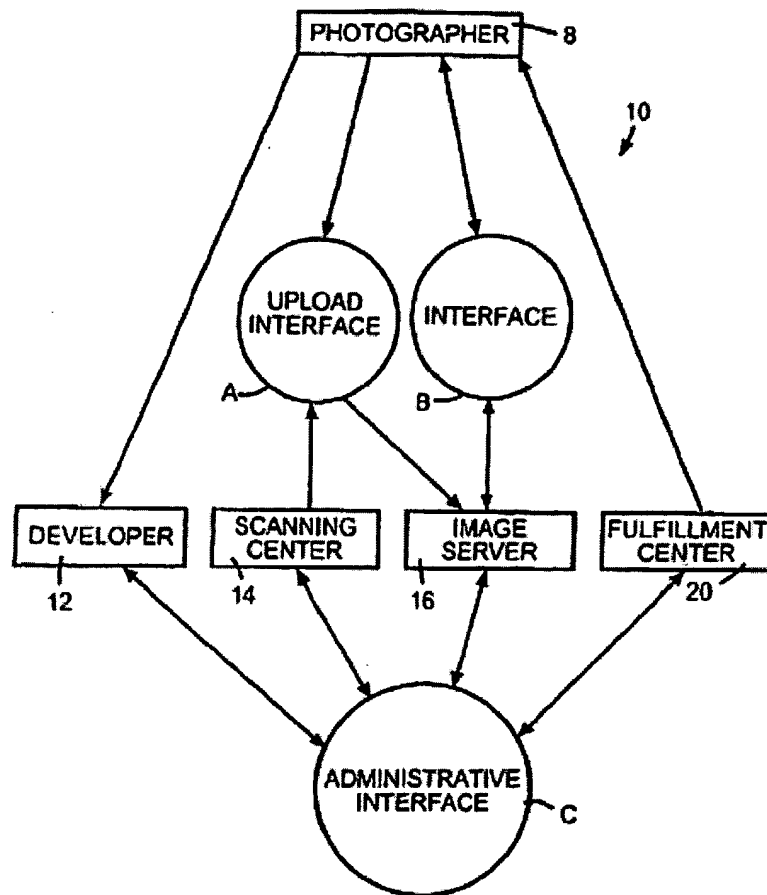 PHOTOGRAPHER
8
10
UPLOAD
INTERFACE
INTERFACE
A
B
DEVELOPER
SCANNING
CENTER
IMAGE
SERVER
FULFILLMENT
CENTER
12
14
16
20
ADMINISTRATIVE
INTERFACE
C